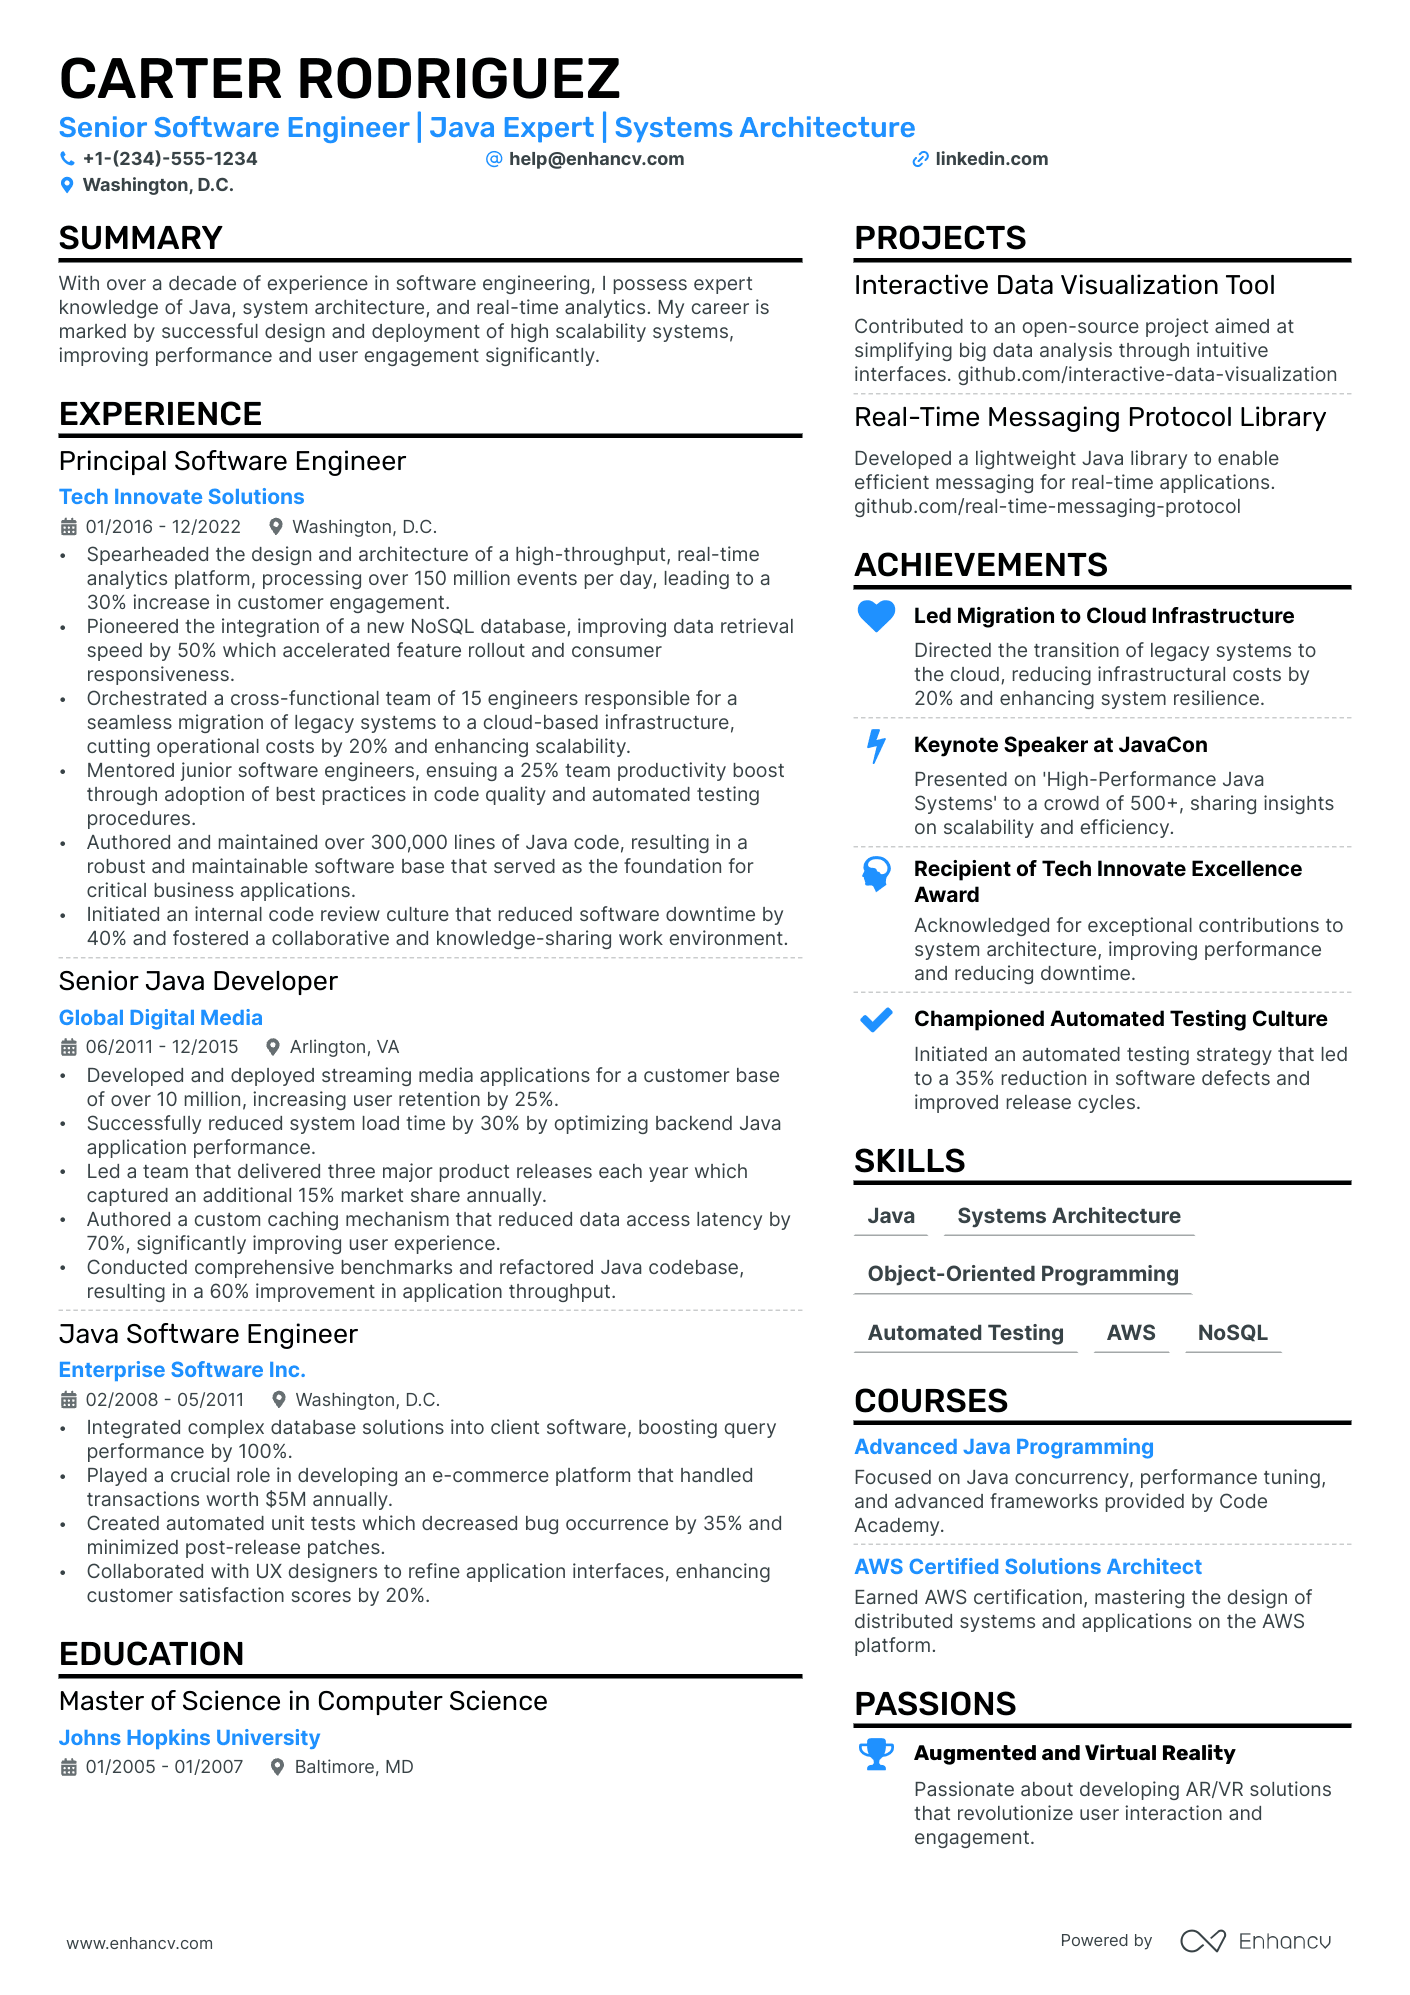 CARTER RODRIGUEZ
Senior Software Engineer | Java Expert | Systems Architecture
+1-(234)-555-1234
help@enhancv.com
linkedin.com
Washington, D.C.
SUMMARY
With over a decade of experience in software engineering, I possess expert
knowledge of Java, system architecture, and real-time analytics. My career is
marked by successful design and deployment of high scalability systems,
improving performance and user engagement significantly.
EXPERIENCE
Principal Software Engineer
Tech Innovate Solutions
01/2016 - 12/2022 Washington, D.C.
• Spearheaded the design and architecture of a high-throughput, real-time
analytics platform, processing over 150 million events per day, leading to a
30% increase in customer engagement.
• Pioneered the integration of a new NoSQL database, improving data retrieval
speed by 50% which accelerated feature rollout and consumer
responsiveness.
• Orchestrated a cross-functional team of 15 engineers responsible for a
seamless migration of legacy systems to a cloud-based infrastructure,
cutting operational costs by 20% and enhancing scalability.
• Mentored junior software engineers, ensuing a 25% team productivity boost
through adoption of best practices in code quality and automated testing
procedures.
• Authored and maintained over 300,000 lines of Java code, resulting in a
robust and maintainable software base that served as the foundation for
critical business applications.
• Initiated an internal code review culture that reduced software downtime by
40% and fostered a collaborative and knowledge-sharing work environment.
Senior Java Developer
Global Digital Media
06/2011 - 12/2015 Arlington, VA
• Developed and deployed streaming media applications for a customer base
of over 10 million, increasing user retention by 25%.
• Successfully reduced system load time by 30% by optimizing backend Java
application performance.
• Led a team that delivered three major product releases each year which
captured an additional 15% market share annually.
• Authored a custom caching mechanism that reduced data access latency by
70%, significantly improving user experience.
• Conducted comprehensive benchmarks and refactored Java codebase,
resulting in a 60% improvement in application throughput.
Java Software Engineer
Enterprise Software Inc.
02/2008 - 05/2011 Washington, D.C.
• Integrated complex database solutions into client software, boosting query
performance by 100%.
• Played a crucial role in developing an e-commerce platform that handled
transactions worth $5M annually.
• Created automated unit tests which decreased bug occurrence by 35% and
minimized post-release patches.
• Collaborated with UX designers to refine application interfaces, enhancing
customer satisfaction scores by 20%.
EDUCATION
Master of Science in Computer Science
Johns Hopkins University
01/2005 - 01/2007 Baltimore, MD
PROJECTS
Interactive Data Visualization Tool
Contributed to an open-source project aimed at
simplifying big data analysis through intuitive
interfaces. github.com/interactive-data-visualization
Real-Time Messaging Protocol Library
Developed a lightweight Java library to enable
efficient messaging for real-time applications.
github.com/real-time-messaging-protocol
ACHIEVEMENTS
Led Migration to Cloud Infrastructure
Directed the transition of legacy systems to
the cloud, reducing infrastructural costs by
20% and enhancing system resilience.
Keynote Speaker at JavaCon
Presented on 'High-Performance Java
Systems' to a crowd of 500+, sharing insights
on scalability and efficiency.
Recipient of Tech Innovate Excellence
Award
Acknowledged for exceptional contributions to
system architecture, improving performance
and reducing downtime.
Championed Automated Testing Culture
Initiated an automated testing strategy that led
to a 35% reduction in software defects and
improved release cycles.
SKILLS
Java Systems Architecture
Object-Oriented Programming
Automated Testing AWS NoSQL
COURSES
Advanced Java Programming
Focused on Java concurrency, performance tuning,
and advanced frameworks provided by Code
Academy.
AWS Certified Solutions Architect
Earned AWS certification, mastering the design of
distributed systems and applications on the AWS
platform.
PASSIONS
Augmented and Virtual Reality
Passionate about developing AR/VR solutions
that revolutionize user interaction and
engagement.
www.enhancv.com
Powered by Enhancv